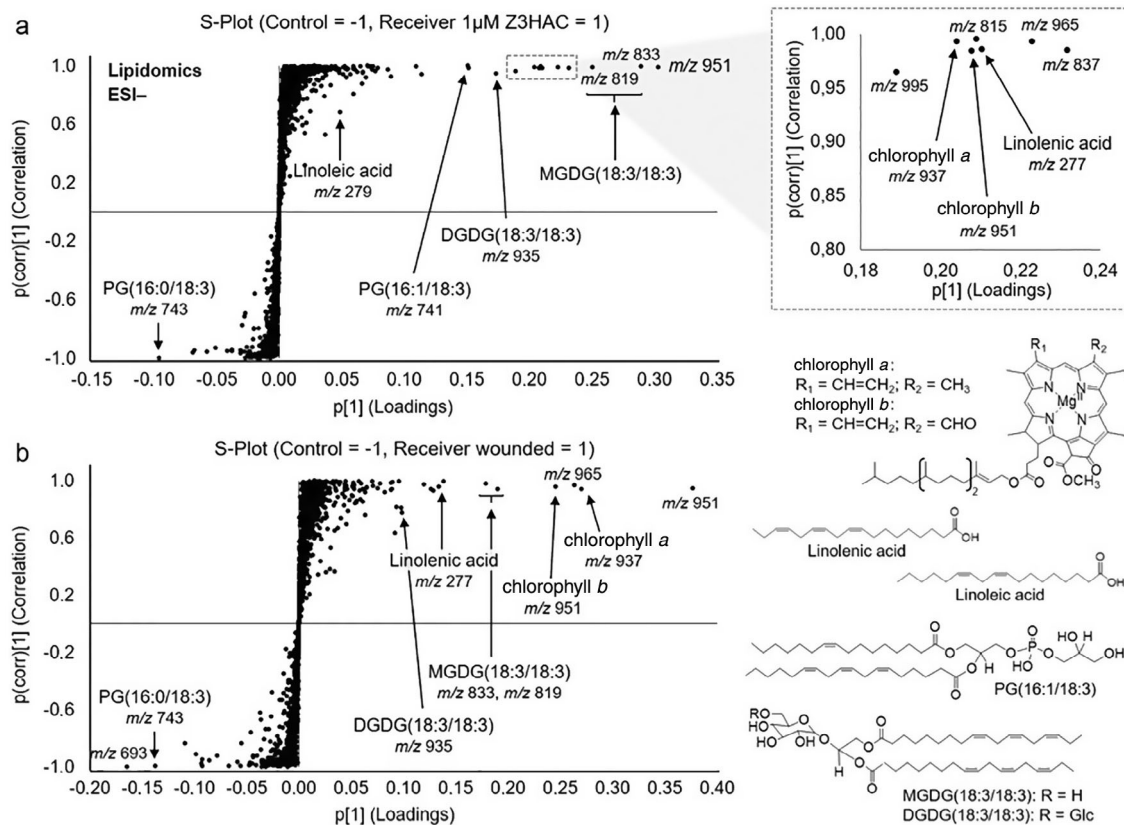 a
S-Plot (Control = -1, Receiver 1µM Z3HAC = 1)
Lipidomics
ESI–
p(corr)[1] (Correlation)
1.0
0.6
0.2
-0.2
-0.6
-1.0
m/z 833
m/z 951
m/z 819
Linoleic acid
m/z 279
MGDG(18:3/18:3)
DGDG(18:3/18:3)
m/z 935
PG(16:0/18:3)
m/z 743
PG(16:1/18:3)
m/z 741
-0.15 -0.10 -0.05 0.00 0.05 0.10 0.15 0.20 0.25 0.30 0.35
p[1] (Loadings)
p(corr)[1] (Correlation)
1,00
0,95
0,90
0,85
0,80
m/z 815
m/z 965
m/z 837
m/z 995
chlorophyll a
m/z 937
Linolenic acid
m/z 277
chlorophyll b
m/z 951
0,18 0,20 0,22 0,24
p[1] (Loadings)
b
S-Plot (Control = -1, Receiver wounded = 1)
p(corr)[1] (Correlation)
1.0
0.6
0.2
-0.2
-0.6
-1.0
m/z 965
m/z 951
chlorophyll a
m/z 937
Linolenic acid
m/z 277
chlorophyll b
m/z 951
MGDG(18:3/18:3)
m/z 833, m/z 819
PG(16:0/18:3)
m/z 743
m/z 693
DGDG(18:3/18:3)
m/z 935
-0.20 -0.15 -0.10 -0.05 0.00 0.05 0.10 0.15 0.20 0.25 0.30 0.35 0.40
p[1] (Loadings)
chlorophyll a:
R₁ = CH=CH₂; R₂ = CH₃
chlorophyll b:
R₁ = CH=CH₂; R₂ = CHO
R₁ R₂
N N
Mg^II
N N
O O
OCH₃
O
O
2
O
OH
Linolenic acid
O
OH
Linoleic acid
O
O
O
O
H
O
P
HO
O
OH
OH
PG(16:1/18:3)
RO
HO
HO
OH
O
O
O
O
H
O
O
MGDG(18:3/18:3): R = H
DGDG(18:3/18:3): R = Glc